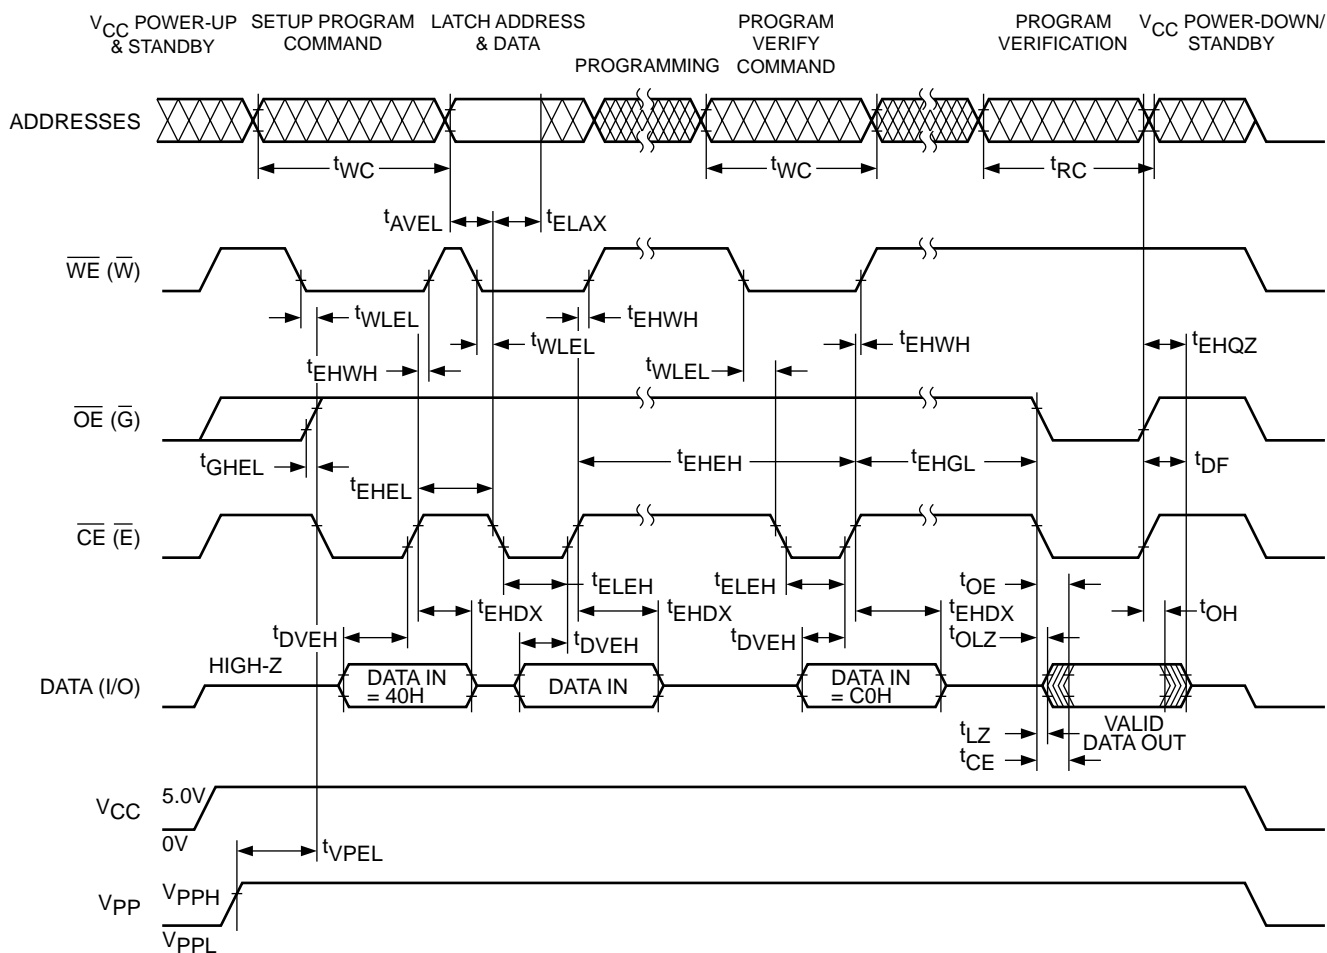 VCC POWER-UP & STANDBY
SETUP PROGRAM COMMAND
LATCH ADDRESS & DATA
PROGRAMMING
PROGRAM VERIFY COMMAND
PROGRAM VERIFICATION
VCC POWER-DOWN/ STANDBY
ADDRESSES
tWC
tWC
tRC
tAVEL
tELAX
WE (W)
tWLEL
tWLEL
tEHWH
tEHWH
tWLEL
tEHWH
tEHQZ
OE (G)
tGHEL
tEHEL
tEHEH
tEHGL
tDF
CE (E)
tELEH
tELEH
tOE
tDVEH
tEHDX
tDVEH
tEHDX
tDVEH
tEHDX
tOLZ
tOH
DATA (I/O)
HIGH-Z
DATA IN
= 40H
DATA IN
DATA IN
= C0H
VALID
DATA OUT
tLZ
tCE
VCC
5.0V
0V
tVPEL
VPP
VPPH
VPPL